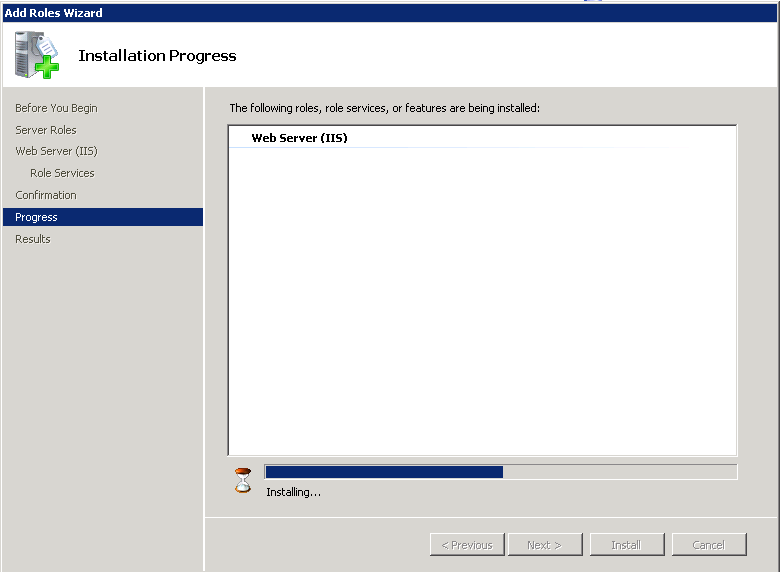 Add Roles Wizard
Installation Progress
Before You Begin
Server Roles
Web Server (IIS)
Role Services
Confirmation
Progress
Results
The following roles, role services, or features are being installed:
Web Server (IIS)
Installing...
< Previous
Next >
Install
Cancel